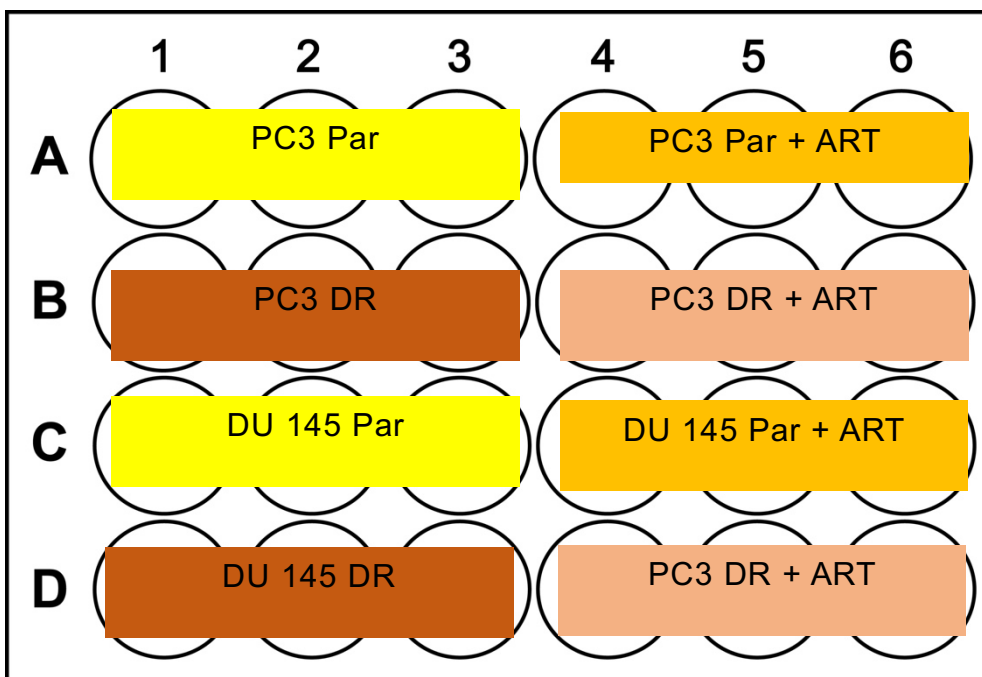 1 2 3 4 5 6
A PC3 Par PC3 Par + ART
B PC3 DR PC3 DR + ART
C DU 145 Par DU 145 Par + ART
D DU 145 DR PC3 DR + ART